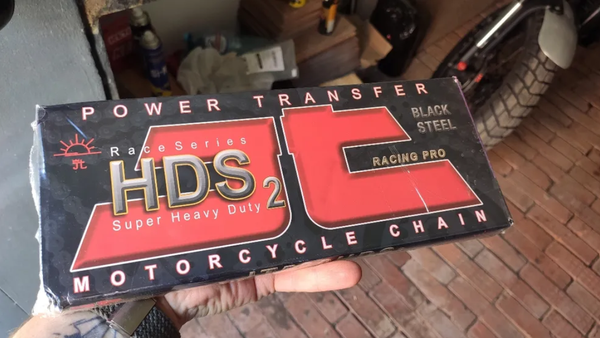 POWER TRANSFER
BLACK
STEEL
Race Series
RACING PRO
HDS2
Super Heavy Duty
MOTORCYCLE CHAIN